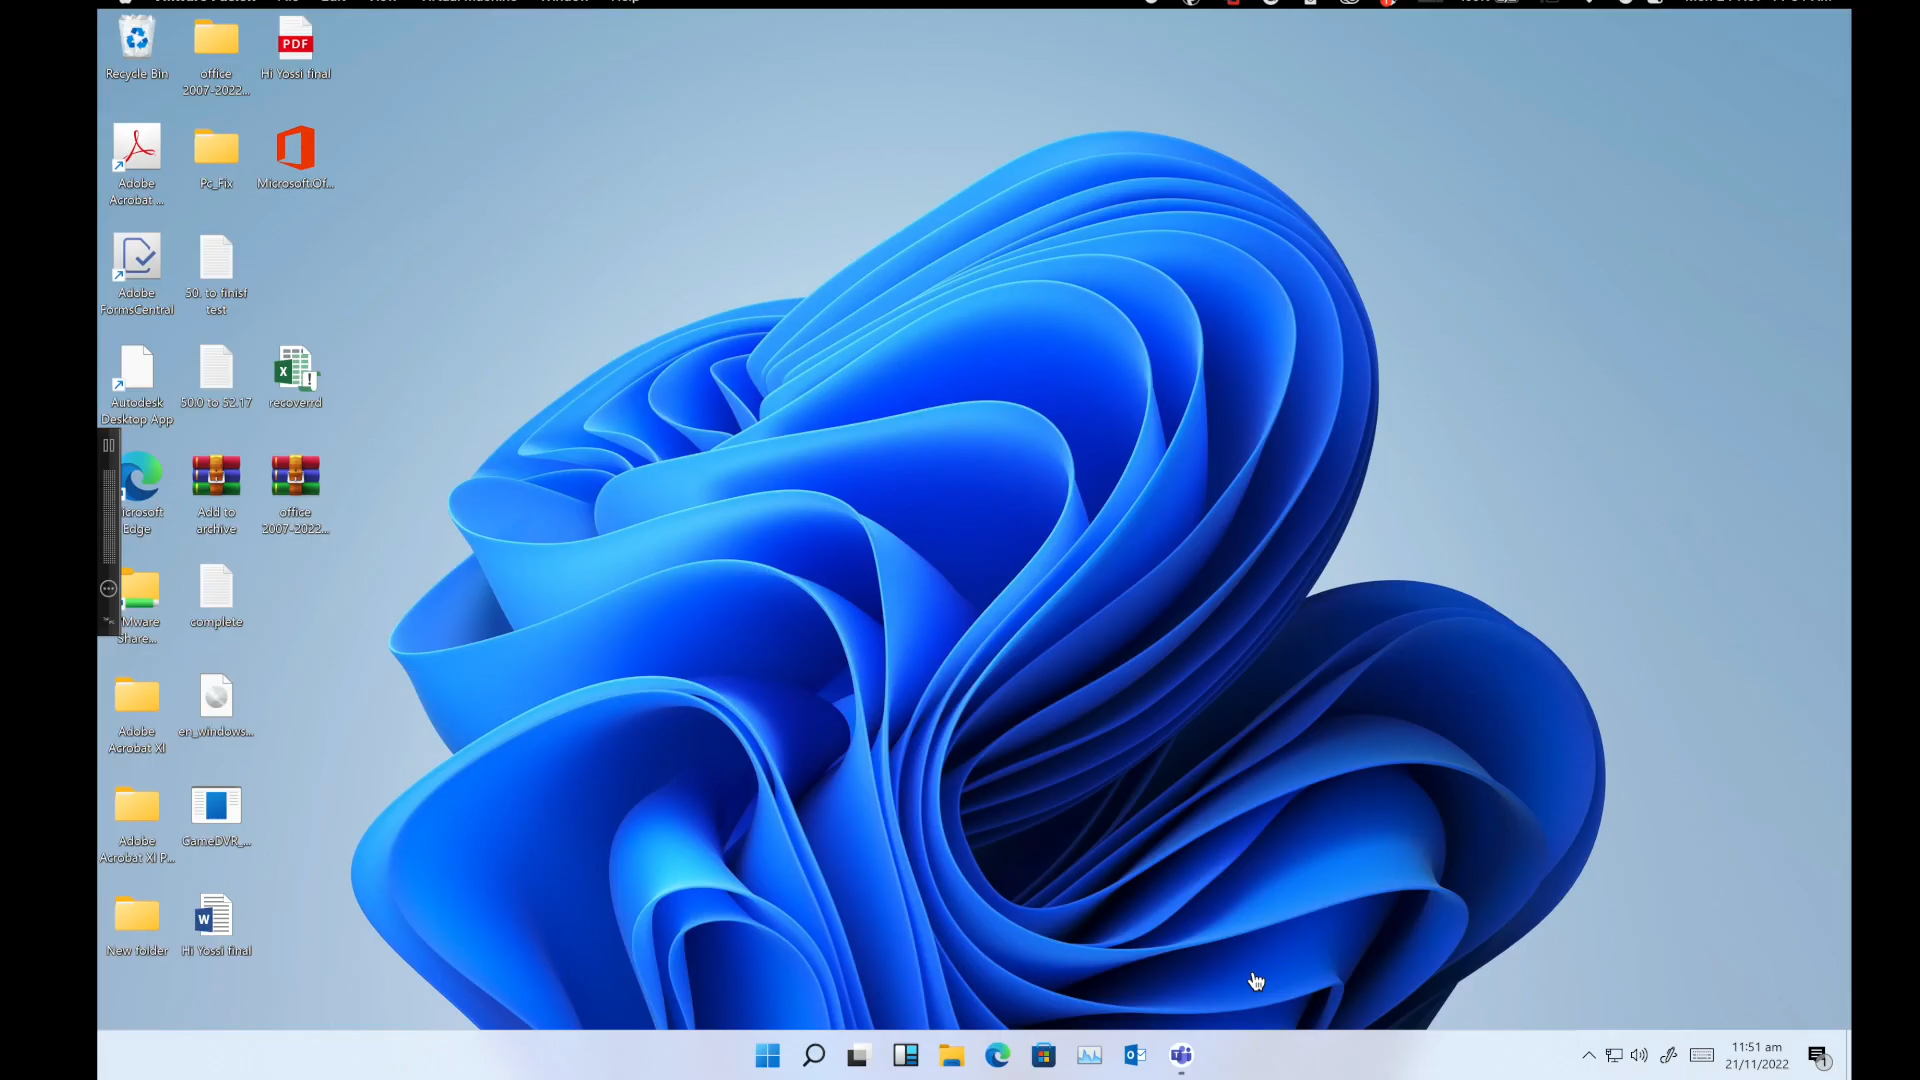 Recycle Bin
office
2007-2022...
PDF
Hi Yossi final
Adobe
Acrobat ...
Pc_Fix
Microsoft.Of...
Adobe
FormsCentral
50. to finisf
test
Autodesk
Desktop App
50.0 to 52.17
recoverrd
icrosoft
Edge
Add to
archive
office
2007-2022...
Mware
Share...
complete
Adobe
Acrobat XI
en_windows...
Adobe
Acrobat XI P...
GameDVR_...
New folder
Hi Yossi final
11:51 am
21/11/2022
1